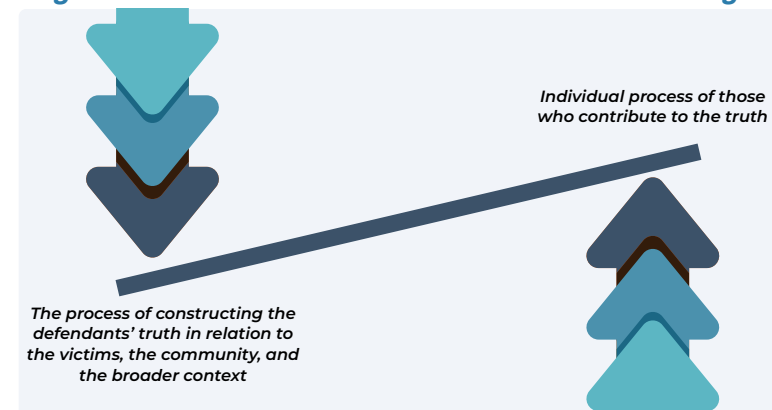 Individual process of those
who contribute to the truth
The process of constructing the
defendants’ truth in relation to
the victims, the community, and
the broader context